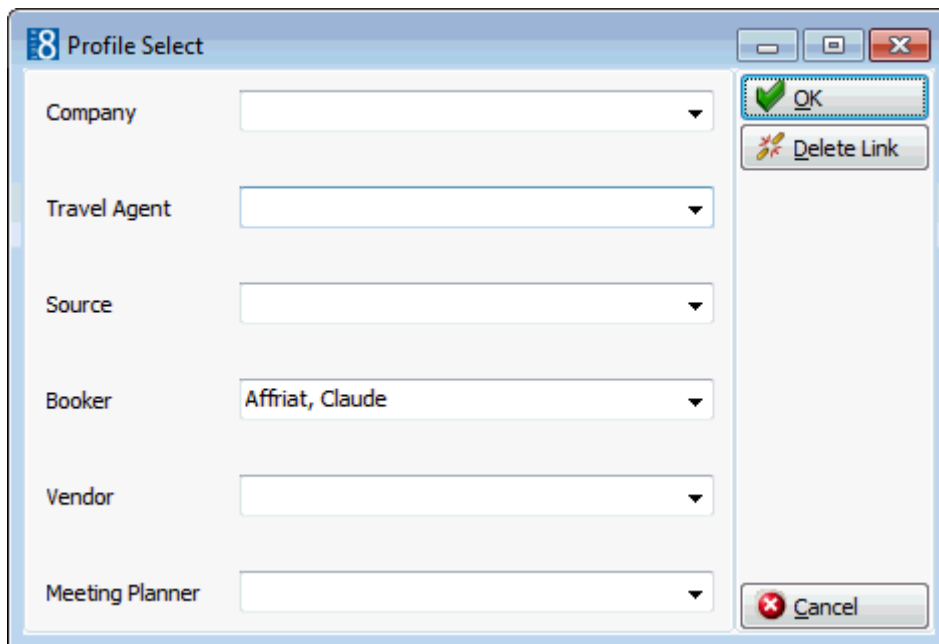 8 Profile Select
Company
OK
Delete Link
Travel Agent
Source
Booker
Affriat, Claude
Vendor
Meeting Planner
Cancel